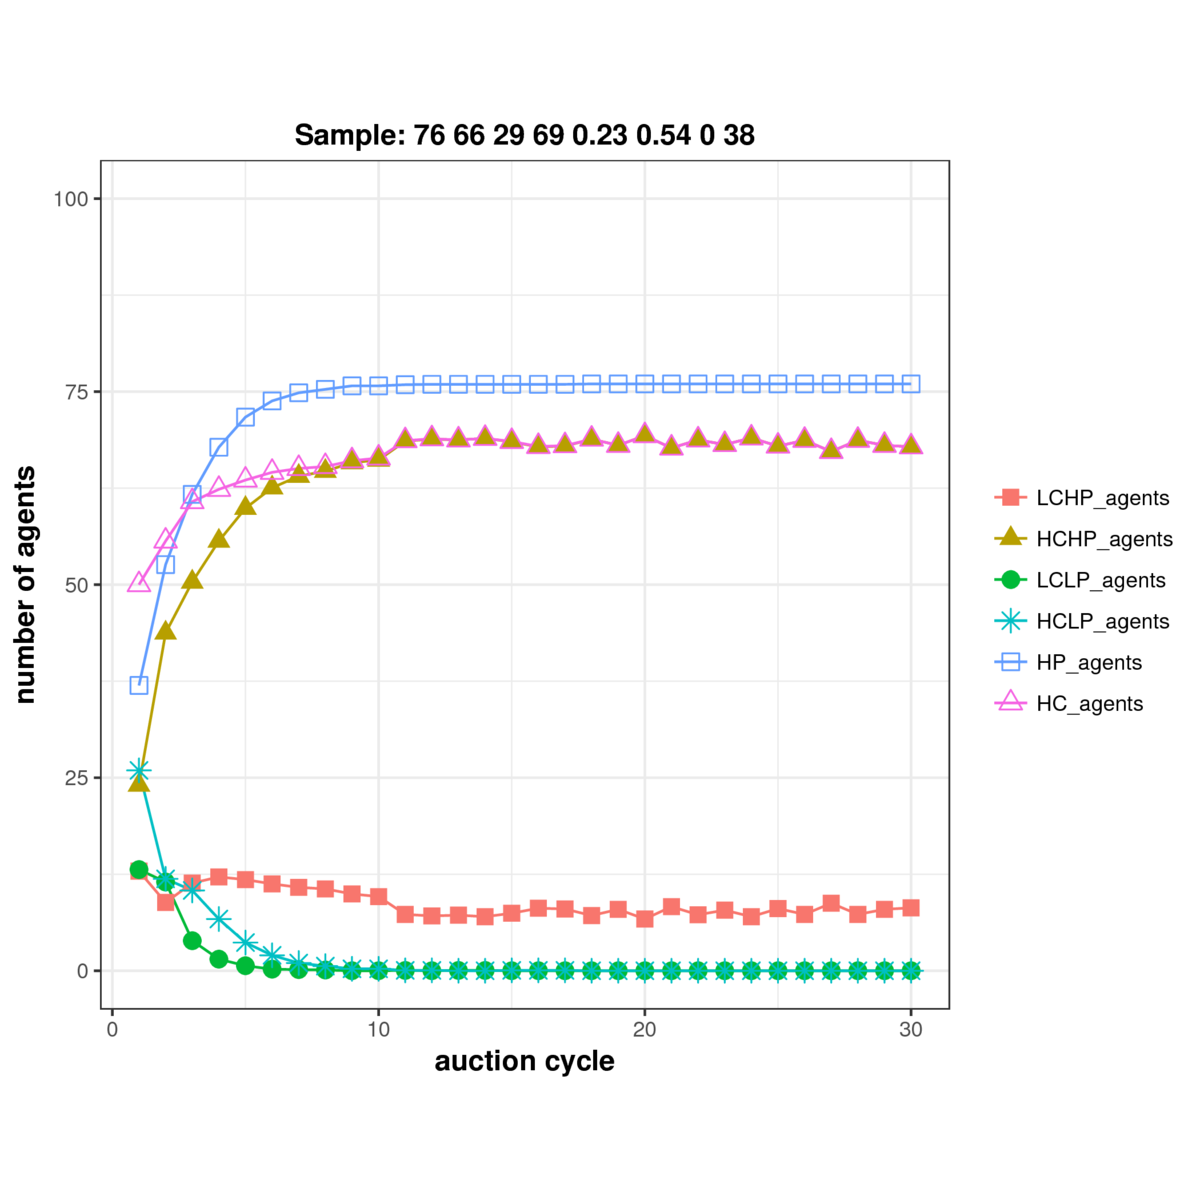 Sample: 76 66 29 69 0.23 0.54 0 38
100
75
50
25
0
0 10 20 30
number of agents
auction cycle
LCHP_agents
HCHP_agents
LCLP_agents
HCLP_agents
HP_agents
HC_agents